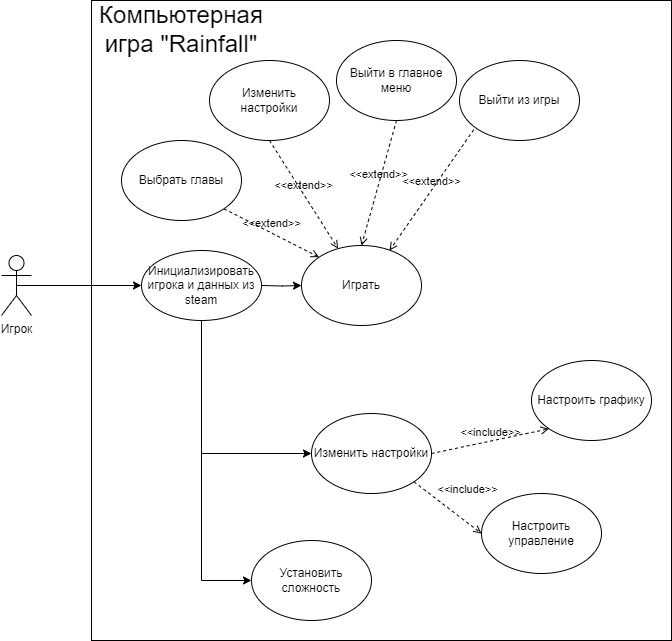 Компьютерная
игра "Rainfall"
Выйти в главное
меню
Изменить
настройки
Выйти из игры
Выбрать главы
<<extend>>
<<extend>>
<<extend>>
<<extend>>
Инициализировать
игрока и данных из
steam
Играть
Игрок
Настроить графику
<<include>>
Изменить настройки
<<include>>
Настроить
управление
Установить
сложность